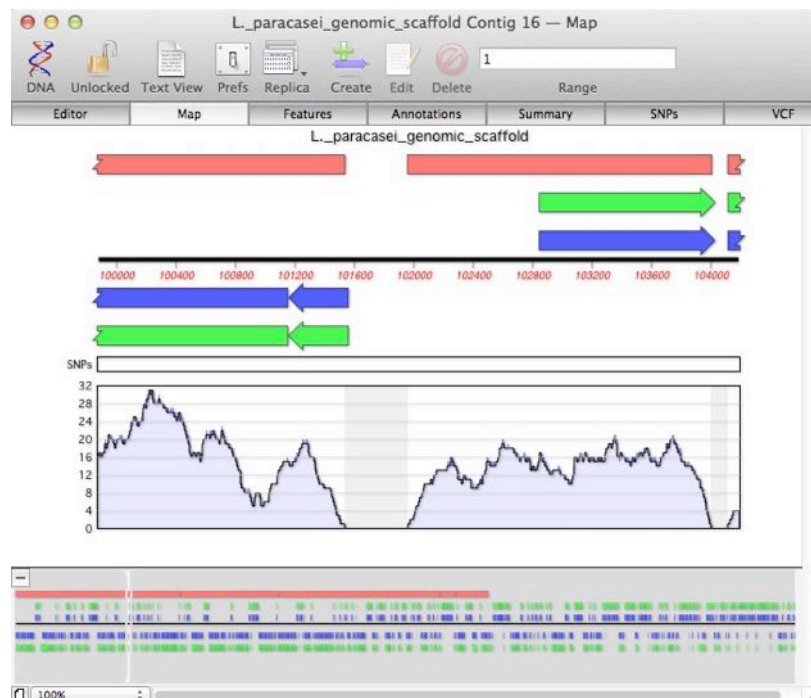 L._paracasei_genomic_scaffold Contig 16 — Map
1
DNA Unlocked Text View Prefs Replica Create Edit Delete Range
Editor Map Features Annotations Summary SNPs VCF
L._paracasei_genomic_scaffold
100000 100400 100800 101200 101600 102000 102400 102800 103200 103600 104000
SNPs
32
28
24
20
16
12
8
4
0
100%